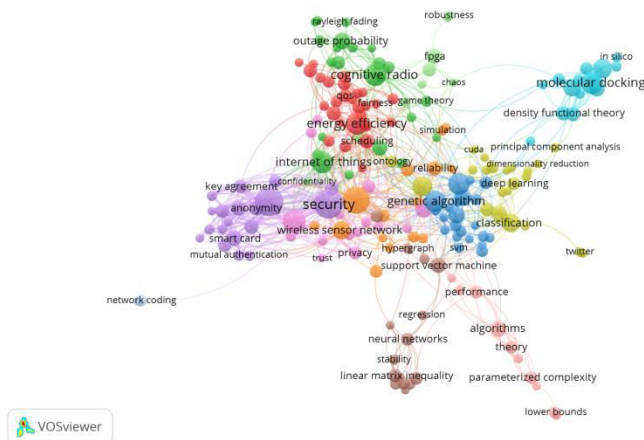 robustness
rayleigh fading
outage probability
fpga
in silico
cognitive radio
molecular docking
chaos
qos
fairness
game theory
density functional theory
energy efficiency
simulation
scheduling
cuda
principal component analysis
internet of things
ontology
reliability
dimensionality reduction
confidentiality
deep learning
key agreement
security
genetic algorithm
anonymity
classification
smart card
wireless sensor network
mutual authentication
trust
privacy
hypergraph
svm
twitter
support vector machine
network coding
performance
regression
algorithms
neural networks
theory
stability
linear matrix inequality
parameterized complexity
lower bounds
VOSviewer